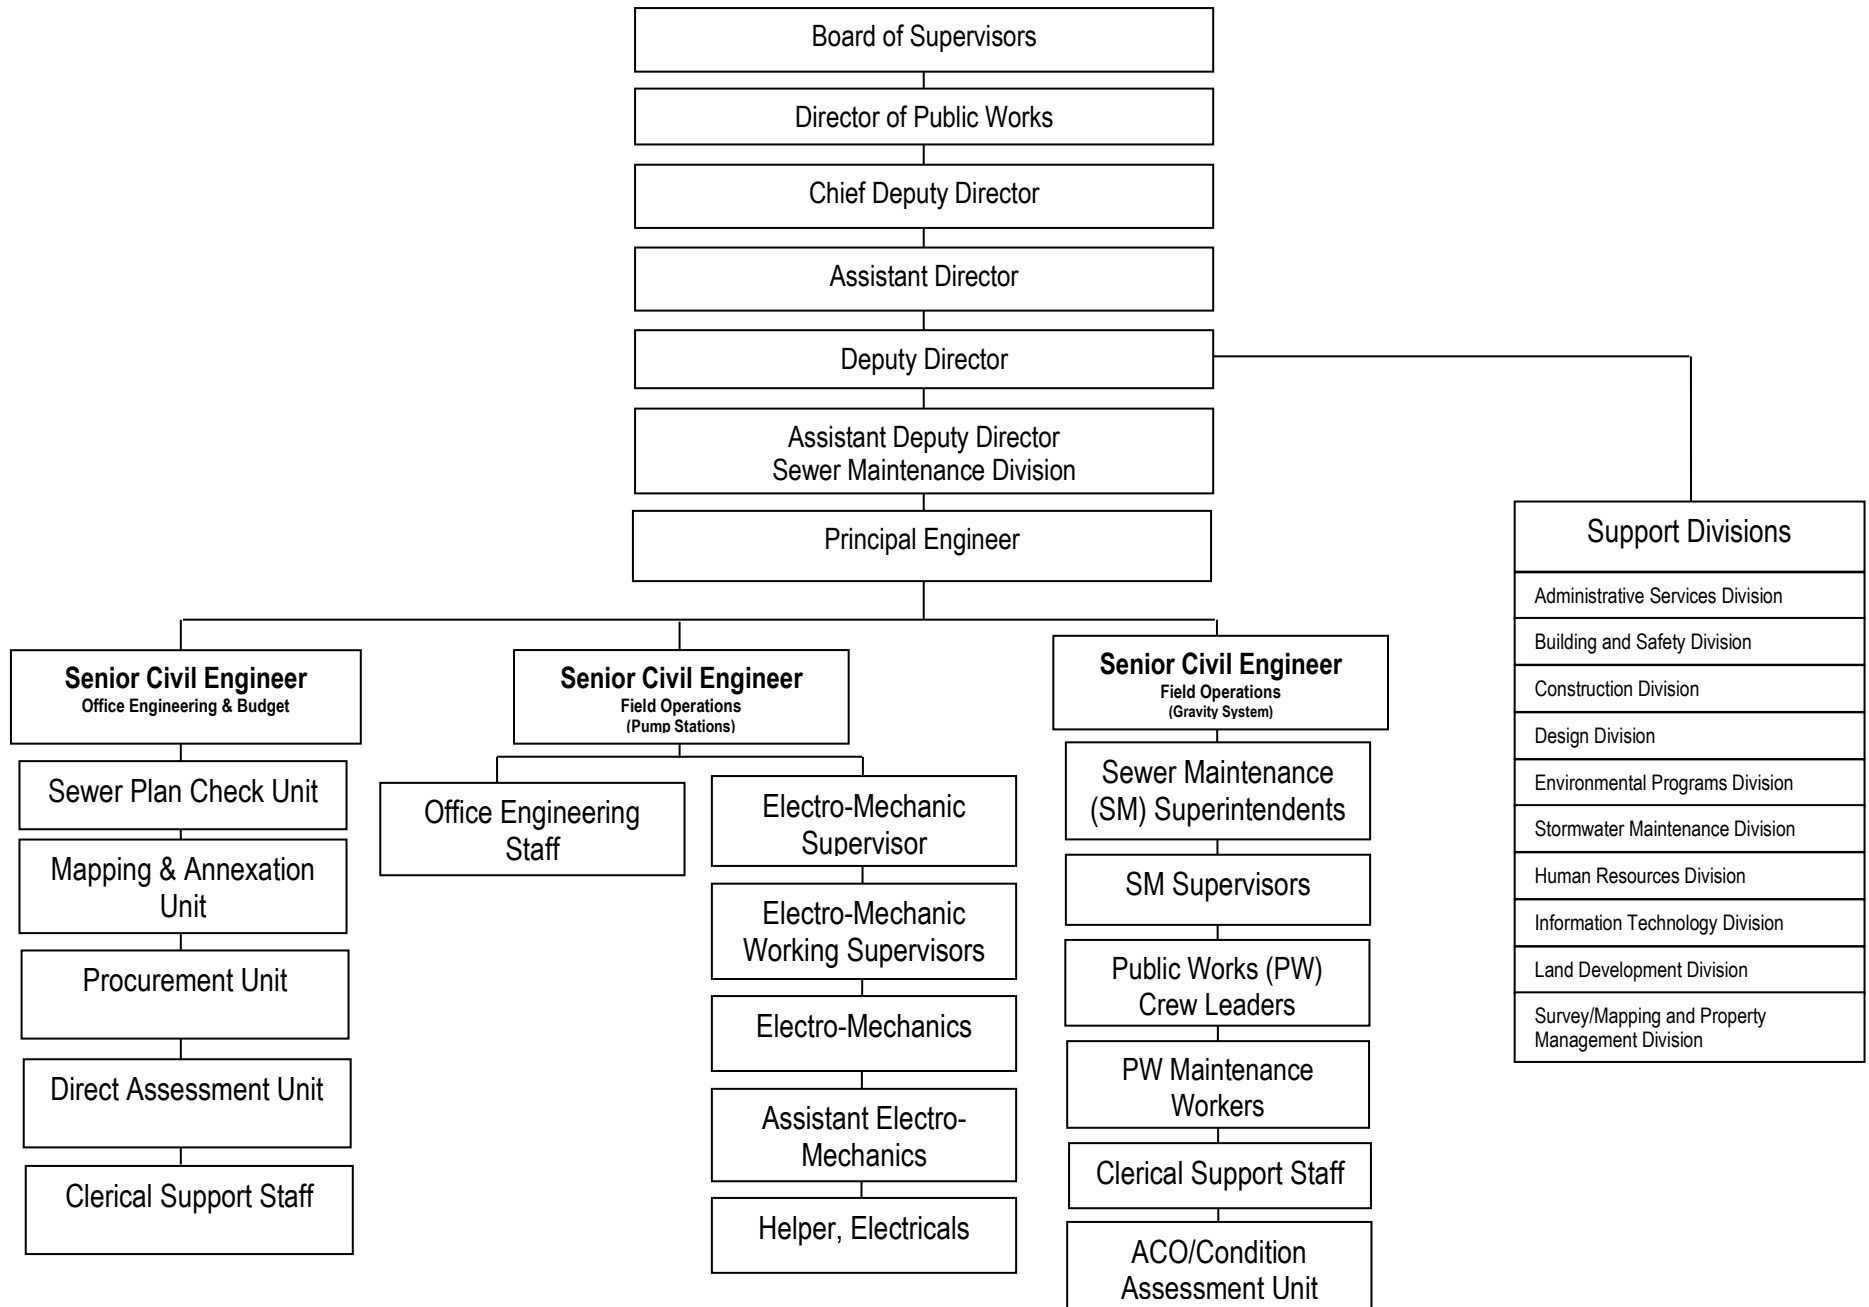 Board of Supervisors
Director of Public Works
Chief Deputy Director
Assistant Director
Deputy Director
Assistant Deputy Director
Sewer Maintenance Division
Principal Engineer
Senior Civil Engineer
Office Engineering & Budget
Sewer Plan Check Unit
Mapping & Annexation
Unit
Procurement Unit
Direct Assessment Unit
Clerical Support Staff
Senior Civil Engineer
Field Operations
(Pump Stations)
Office Engineering
Staff
Electro-Mechanic
Supervisor
Electro-Mechanic
Working Supervisors
Electro-Mechanics
Assistant Electro-
Mechanics
Helper, Electricals
Senior Civil Engineer
Field Operations
(Gravity System)
Sewer Maintenance
(SM) Superintendents
SM Supervisors
Public Works (PW)
Crew Leaders
PW Maintenance
Workers
Clerical Support Staff
ACO/Condition
Assessment Unit
Support Divisions
Administrative Services Division
Building and Safety Division
Construction Division
Design Division
Environmental Programs Division
Stormwater Maintenance Division
Human Resources Division
Information Technology Division
Land Development Division
Survey/Mapping and Property
Management Division